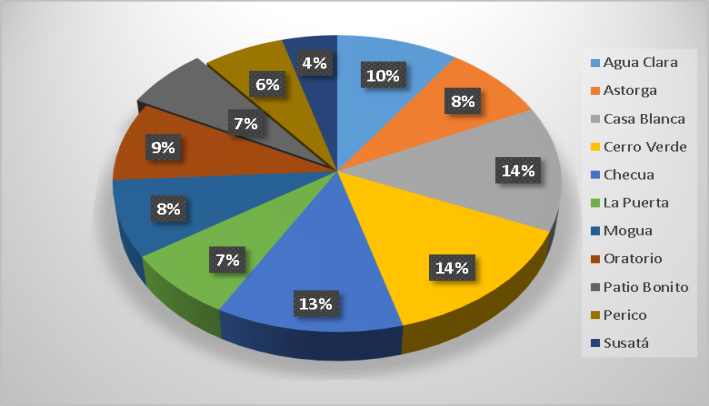 10%
8%
14%
14%
13%
7%
8%
9%
7%
6%
4%
Agua Clara
Astorga
Casa Blanca
Cerro Verde
Checua
La Puerta
Mogua
Oratorio
Patio Bonito
Perico
Susatá